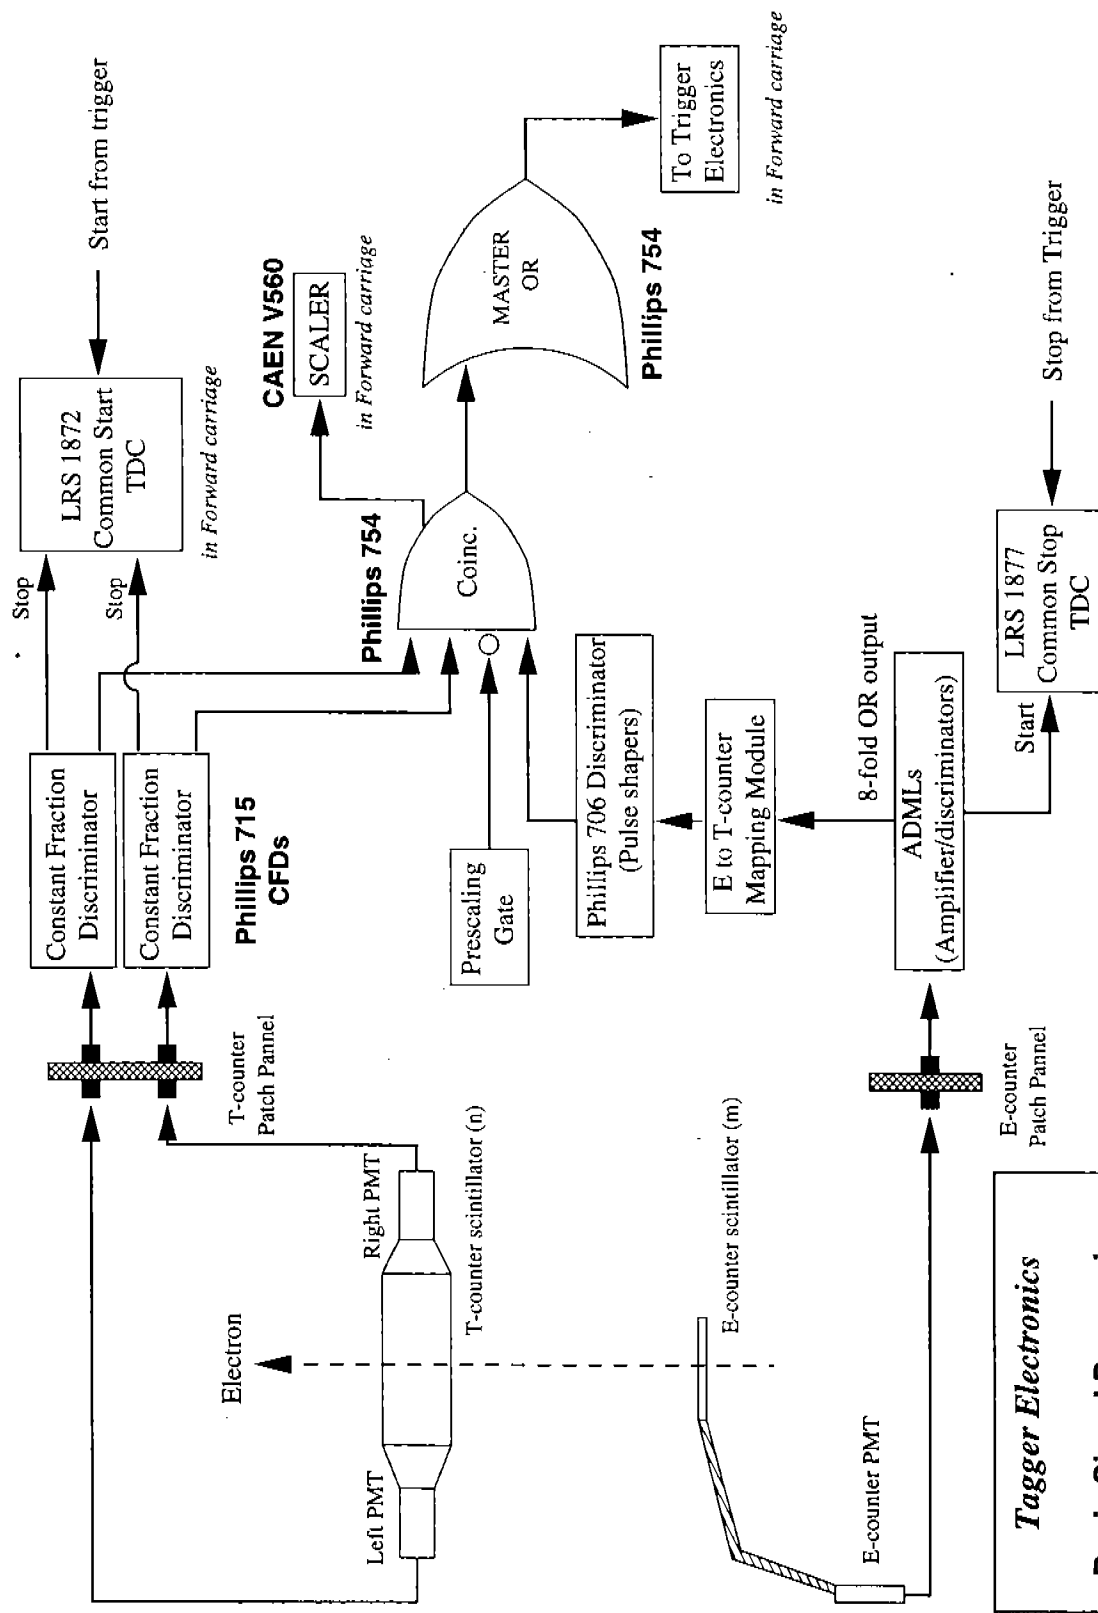 Start from trigger
LRS 1872
Common Start
TDC
in Forward carriage
Stop
Stop
Constant Fraction
Discriminator
Constant Fraction
Discriminator
Phillips 715
CFDs
T-counter
Patch Pannel
CAEN V560
SCALER
in Forward carriage
Phillips 754
Coinc.
MASTER
OR
Phillips 754
To Trigger
Electronics
in Forward carriage
Prescaling
Gate
Phillips 706 Discriminator
(Pulse shapers)
E to T-counter
Mapping Module
8-fold OR output
ADMLs
(Amplifier/discriminators)
Start
LRS 1877
Common Stop
TDC
Stop from Trigger
Electron
Left PMT
Right PMT
T-counter scintillator (n)
E-counter scintillator (m)
E-counter PMT
E-counter
Patch Pannel
Tagger Electronics